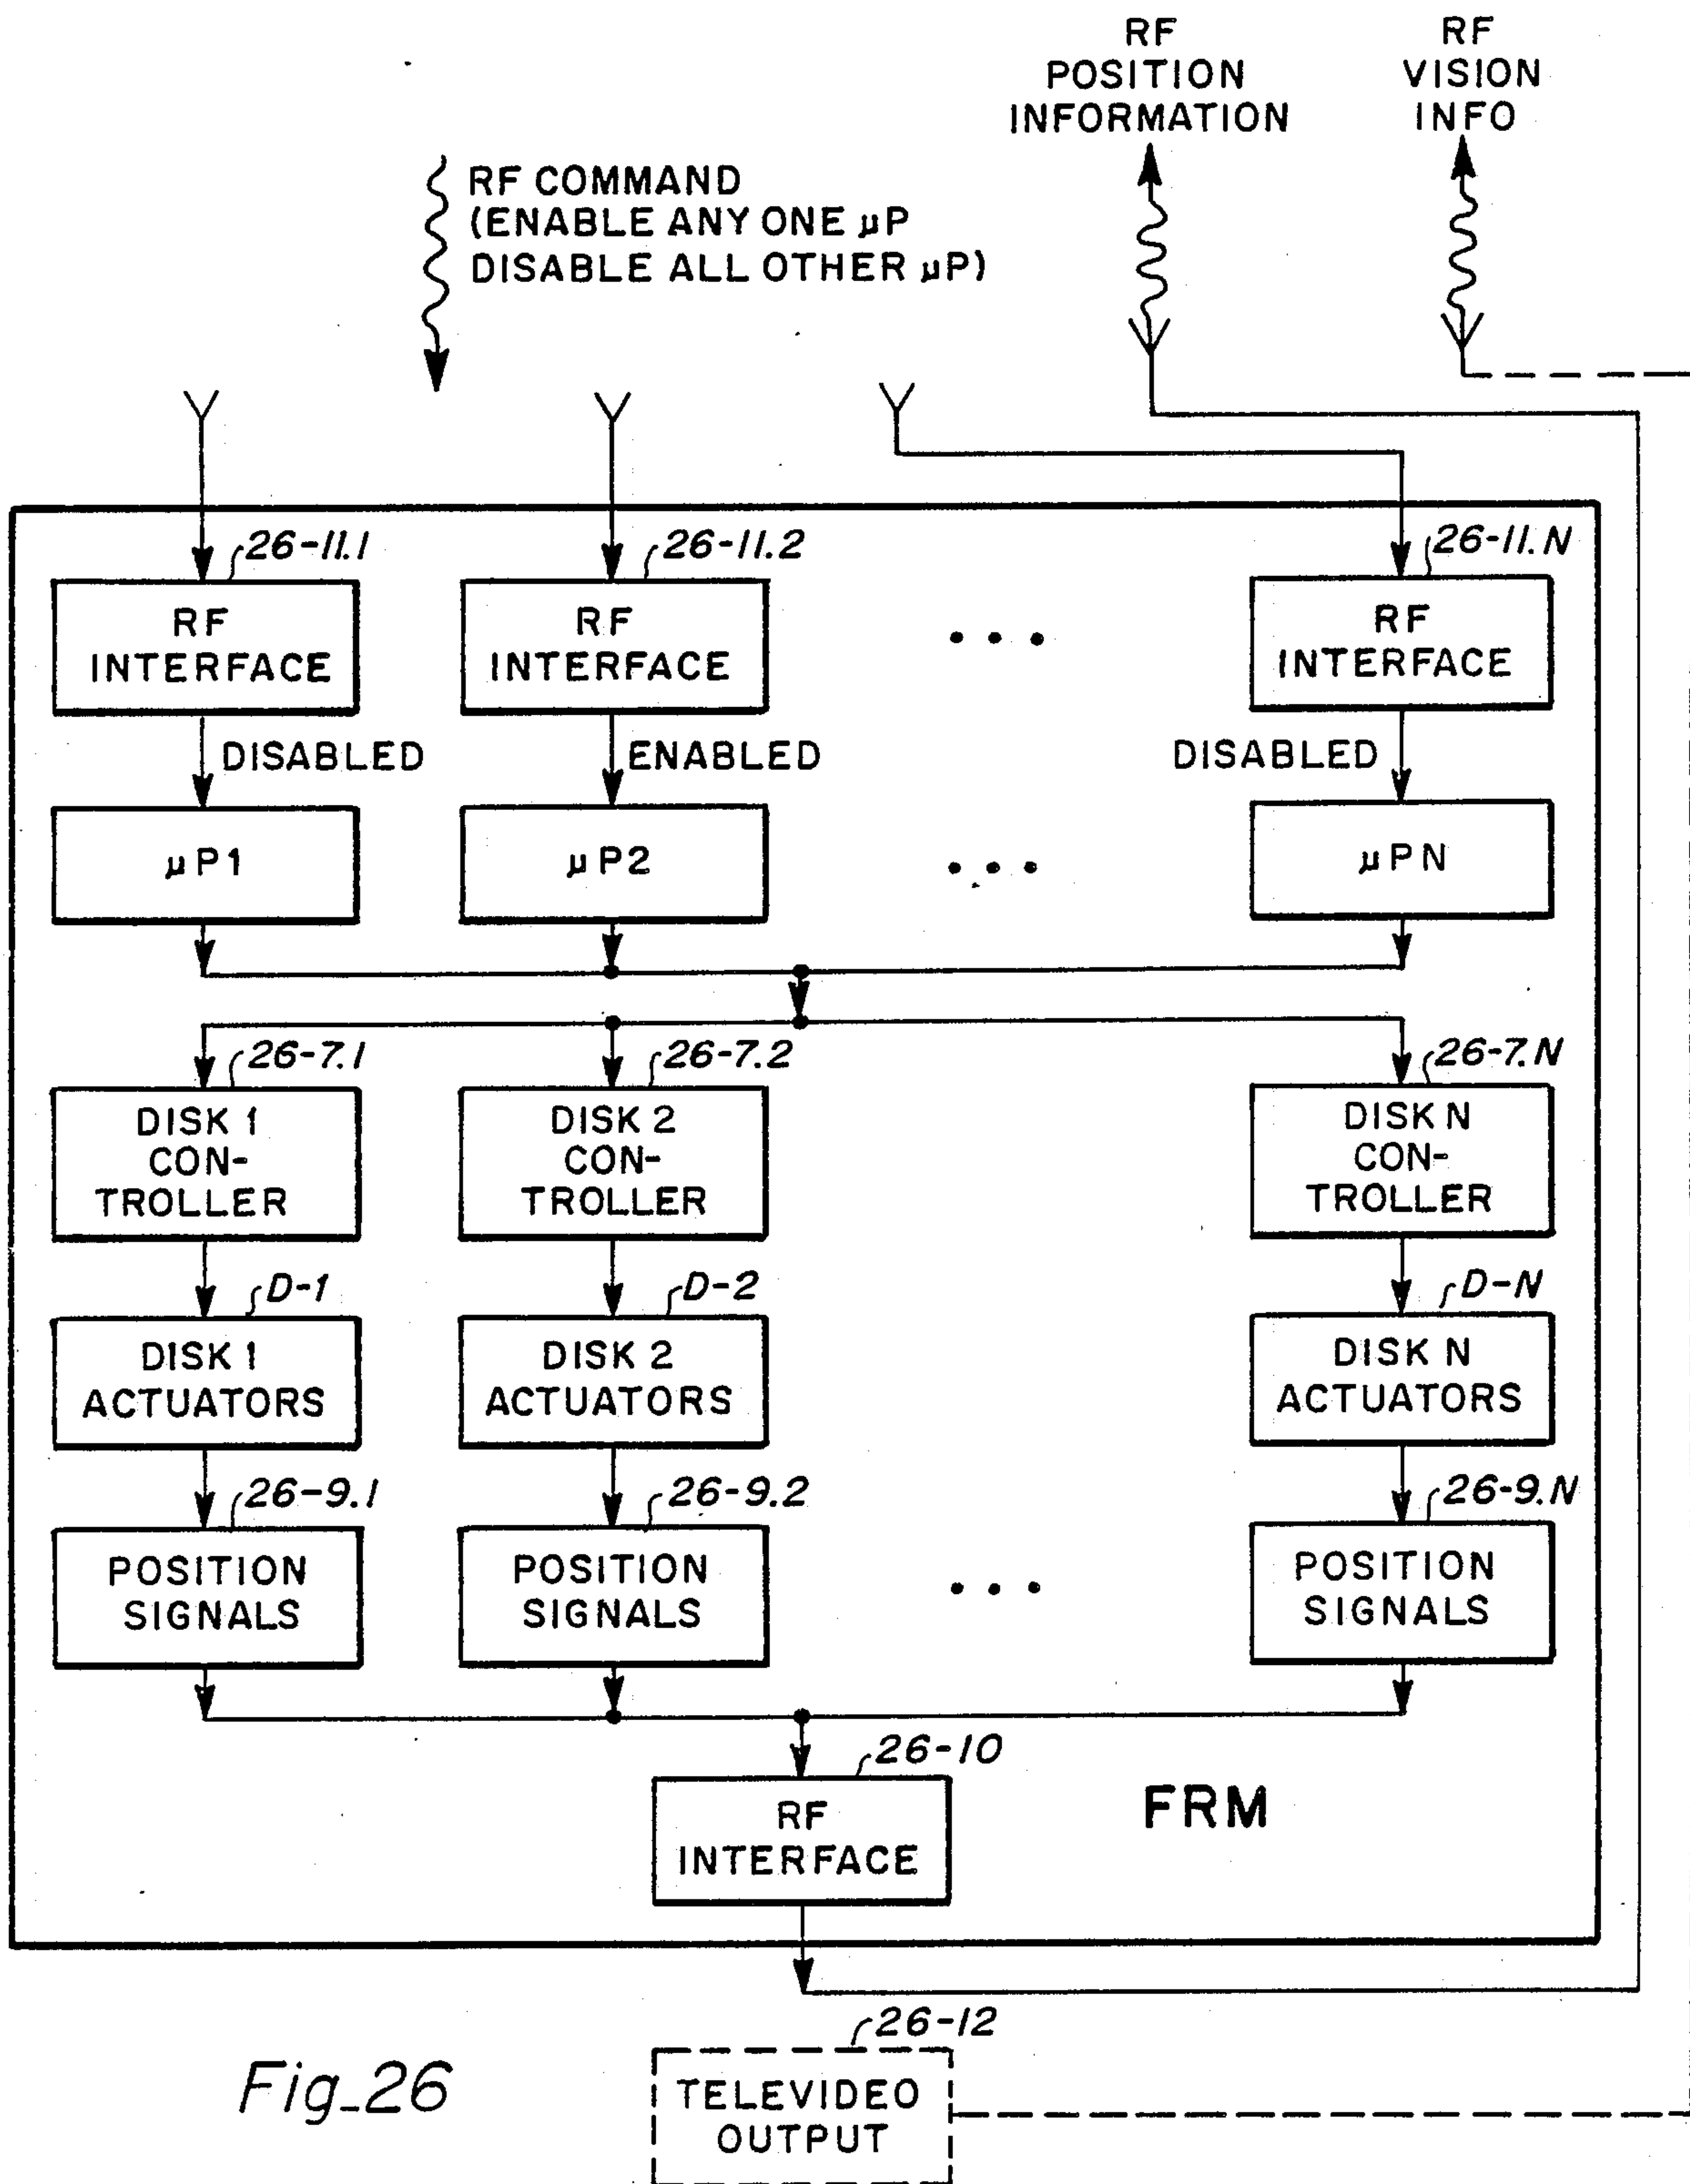 RF
POSITION
INFORMATION
RF
VISION
INFO
RF COMMAND
(ENABLE ANY ONE µP
DISABLE ALL OTHER µP)
26-11.1
26-11.2
26-11.N
RF
INTERFACE
RF
INTERFACE
• • •
RF
INTERFACE
DISABLED
ENABLED
DISABLED
µP1
µP2
• • •
µPN
26-7.1
26-7.2
26-7.N
DISK 1
CON-
TROLLER
DISK 2
CON-
TROLLER
DISK N
CON-
TROLLER
D-1
D-2
D-N
DISK 1
ACTUATORS
DISK 2
ACTUATORS
DISK N
ACTUATORS
26-9.1
26-9.2
26-9.N
POSITION
SIGNALS
POSITION
SIGNALS
• • •
POSITION
SIGNALS
26-10
RF
INTERFACE
FRM
26-12
TELEVIDEO
OUTPUT
Fig_26